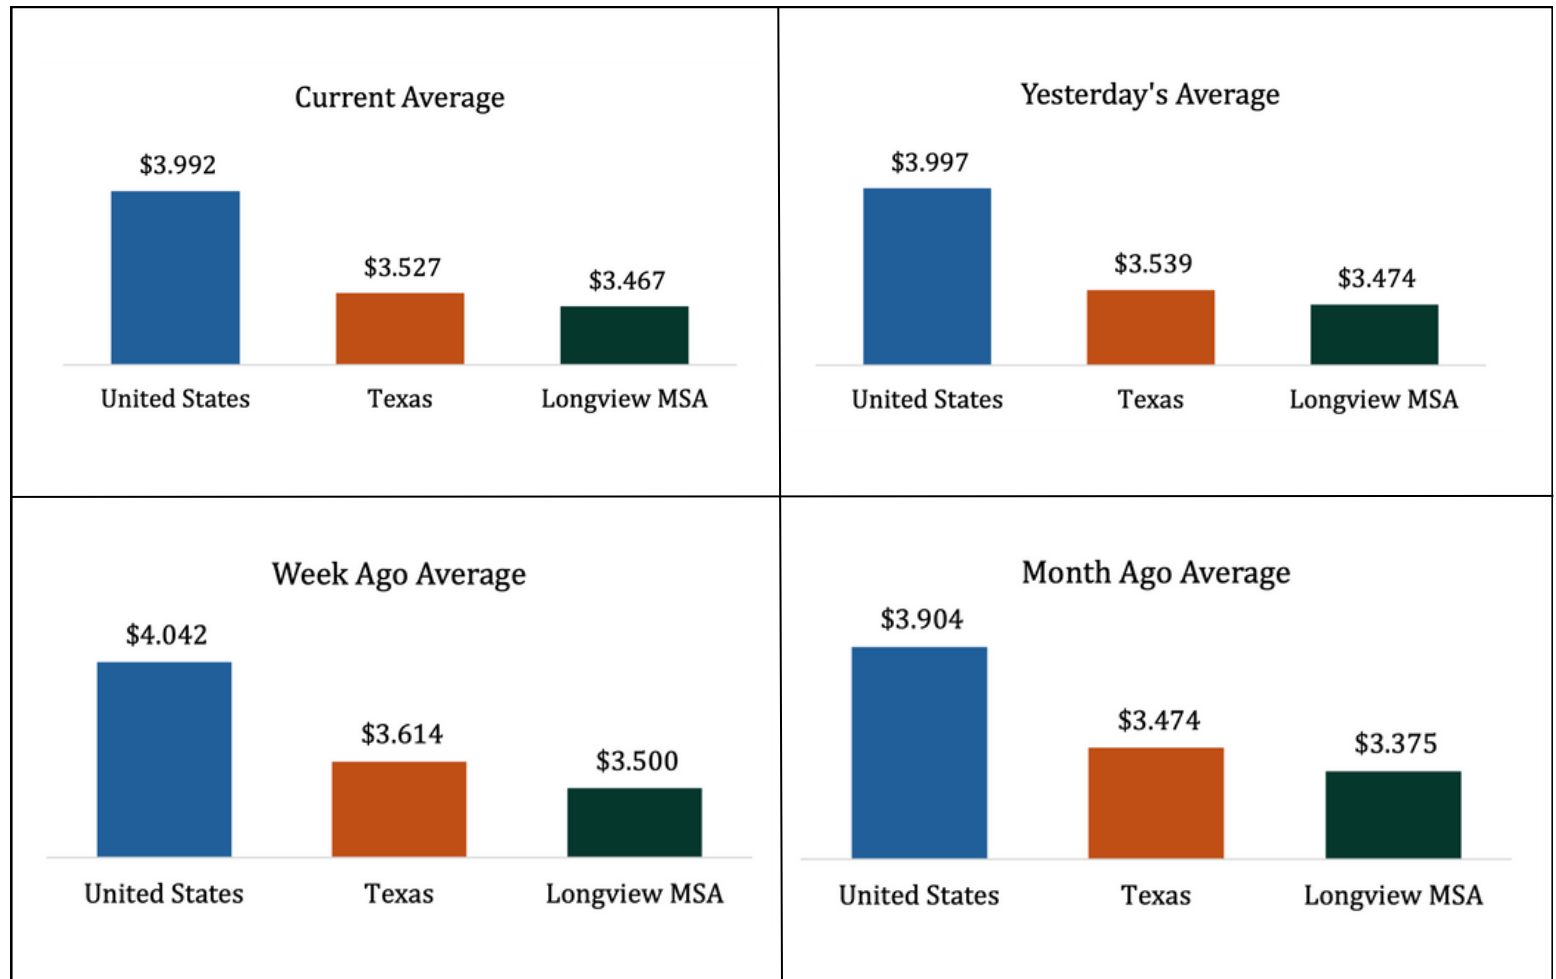 Current Average
$3.992
$3.527
$3.467
United States
Texas
Longview MSA
Yesterday's Average
$3.997
$3.539
$3.474
United States
Texas
Longview MSA
Week Ago Average
$4.042
$3.614
$3.500
United States
Texas
Longview MSA
Month Ago Average
$3.904
$3.474
$3.375
United States
Texas
Longview MSA